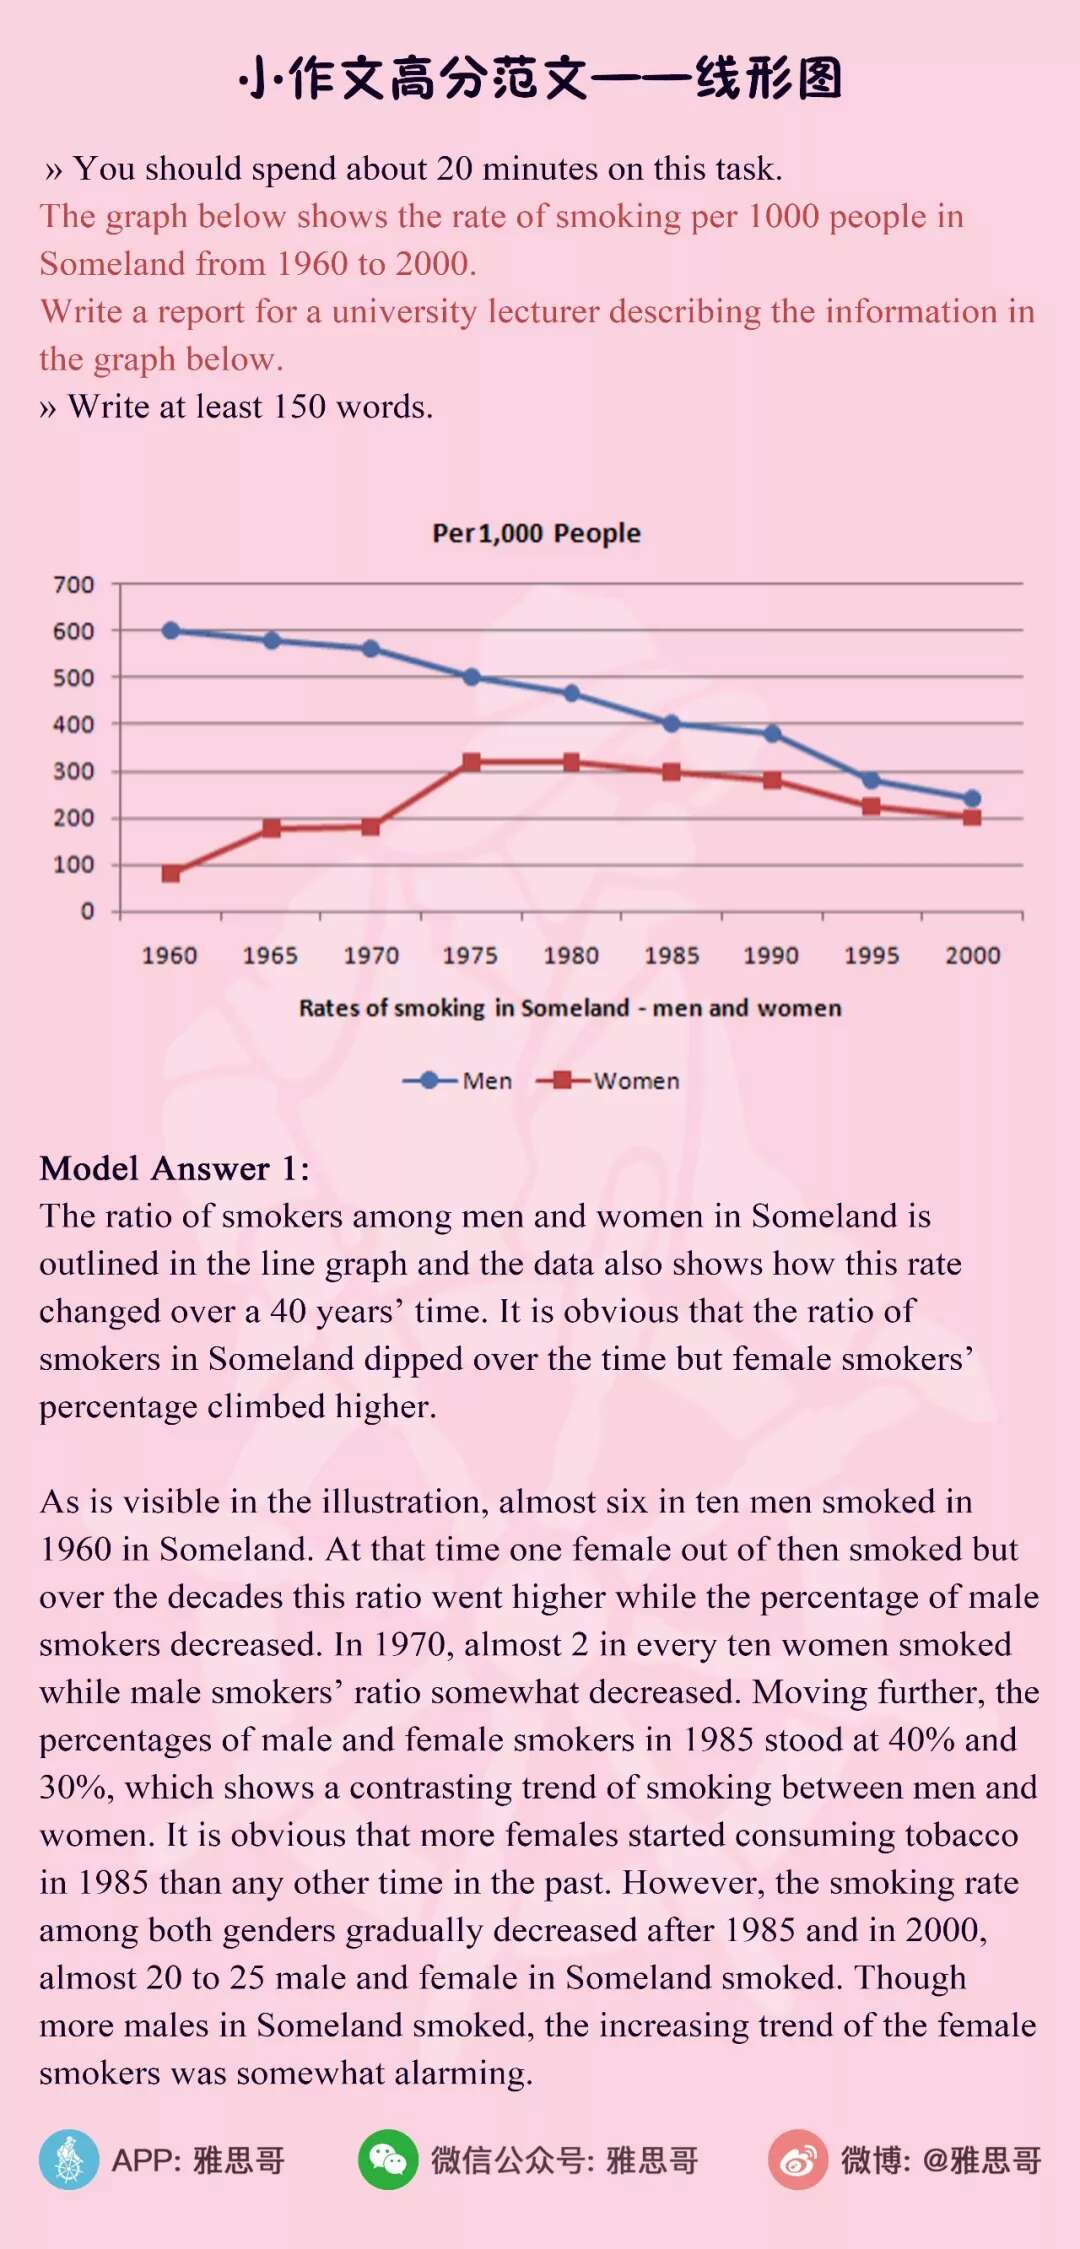 小作文高分范文——线形图
» You should spend about 20 minutes on this task.
The graph below shows the rate of smoking per 1000 people in
Someland from 1960 to 2000.
Write a report for a university lecturer describing the information in
the graph below.
» Write at least 150 words.
Per 1,000 People
700
600
500
400
300
200
100
0
1960 1965 1970 1975 1980 1985 1990 1995 2000
Rates of smoking in Someland - men and women
Men Women
Model Answer 1:
The ratio of smokers among men and women in Someland is
outlined in the line graph and the data also shows how this rate
changed over a 40 years’ time. It is obvious that the ratio of
smokers in Someland dipped over the time but female smokers’
percentage climbed higher.
As is visible in the illustration, almost six in ten men smoked in
1960 in Someland. At that time one female out of then smoked but
over the decades this ratio went higher while the percentage of male
smokers decreased. In 1970, almost 2 in every ten women smoked
while male smokers’ ratio somewhat decreased. Moving further, the
percentages of male and female smokers in 1985 stood at 40% and
30%, which shows a contrasting trend of smoking between men and
women. It is obvious that more females started consuming tobacco
in 1985 than any other time in the past. However, the smoking rate
among both genders gradually decreased after 1985 and in 2000,
almost 20 to 25 male and female in Someland smoked. Though
more males in Someland smoked, the increasing trend of the female
smokers was somewhat alarming.
APP: 雅思哥 微信公众号: 雅思哥 微博: @雅思哥